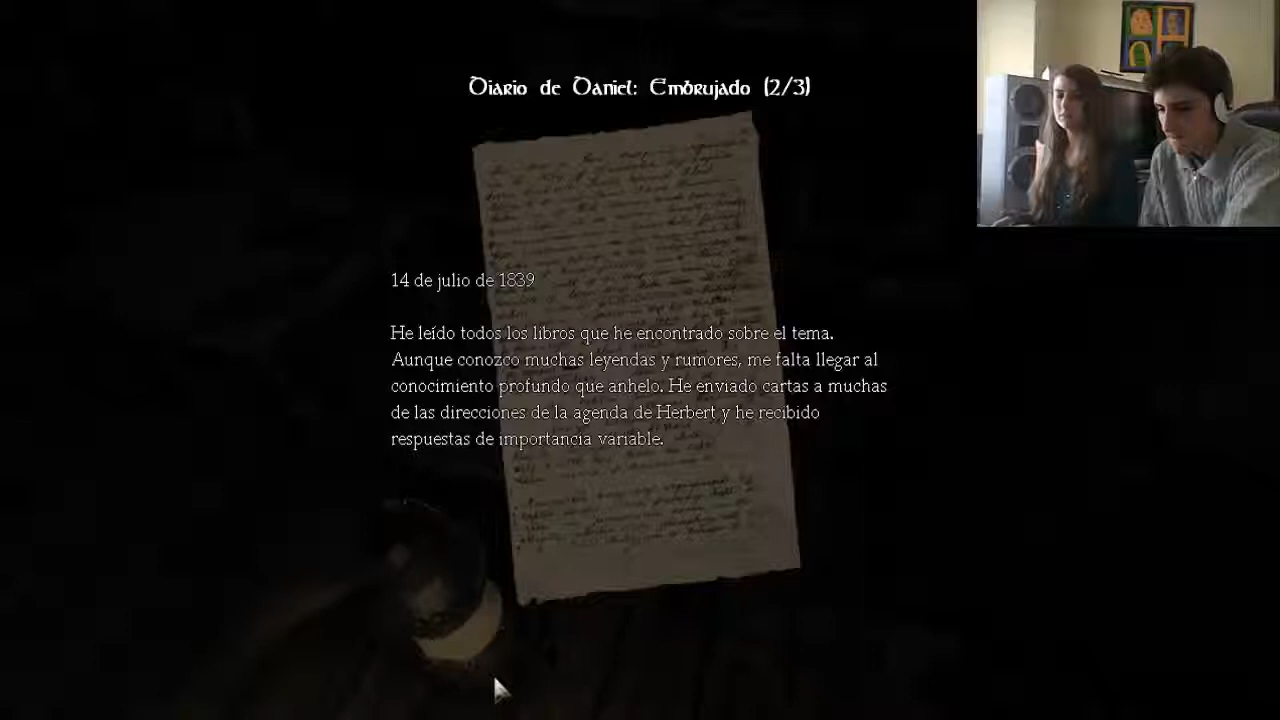 Diario de Daniel: Embrujado (2/3)
14 de julio de 1839
He leído todos los libros que he encontrado sobre el tema.
Aunque conozco muchas leyendas y rumores, me falta llegar al
conocimiento profundo que anhelo. He enviado cartas a muchas
de las direcciones de la agenda de Herbert y he recibido
respuestas de importancia variable.